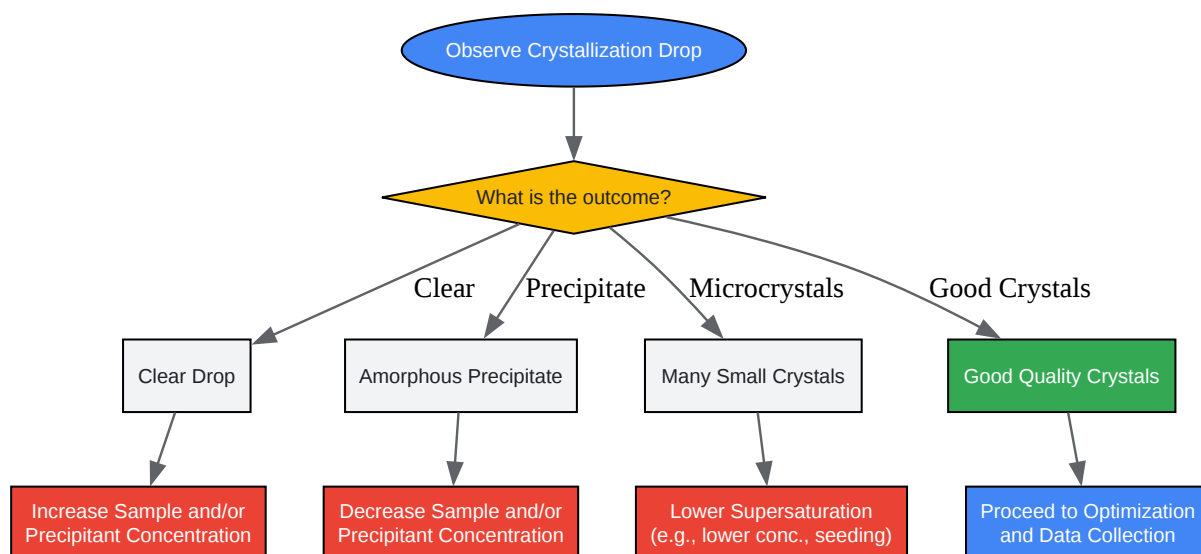 Observe Crystallization Drop
What is the outcome?
Clear
Precipitate
Microcrystals
Good Crystals
Clear Drop
Amorphous Precipitate
Many Small Crystals
Good Quality Crystals
Increase Sample and/or
Precipitant Concentration
Decrease Sample and/or
Precipitant Concentration
Lower Supersaturation
(e.g., lower conc., seeding)
Proceed to Optimization
and Data Collection